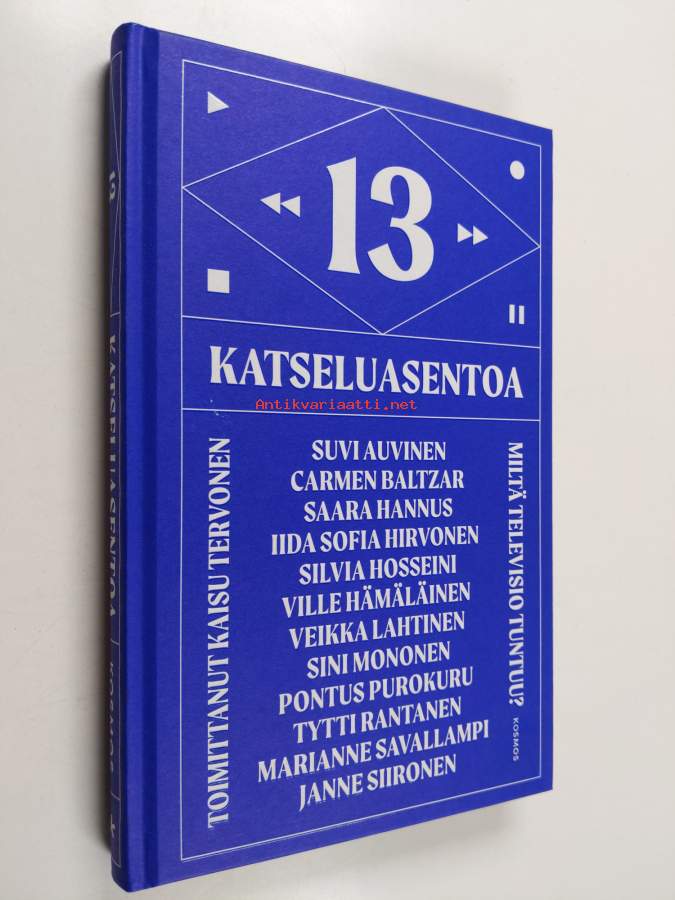 13
KATSELUASENTOA
Antikvariaatti.net
TOIMITTANUT KAISU TERVONEN
SUVI AUVINEN
CARMEN BALTZAR
SAARA HANNUS
IIDA SOFIA HIRVONEN
SILVIA HOSSEINI
VILLE HÄMÄLÄINEN
VEIKKA LAHTINEN
SINI MONONEN
PONTUS PUROKURU
TYTTI RANTANEN
MARIANNE SAVALLAMPI
JANNE SIIRONEN
MILTÄ TELEVISIO TUNTUU?
KOSMOS
13
KATSELUASENTOA
KOSMOS